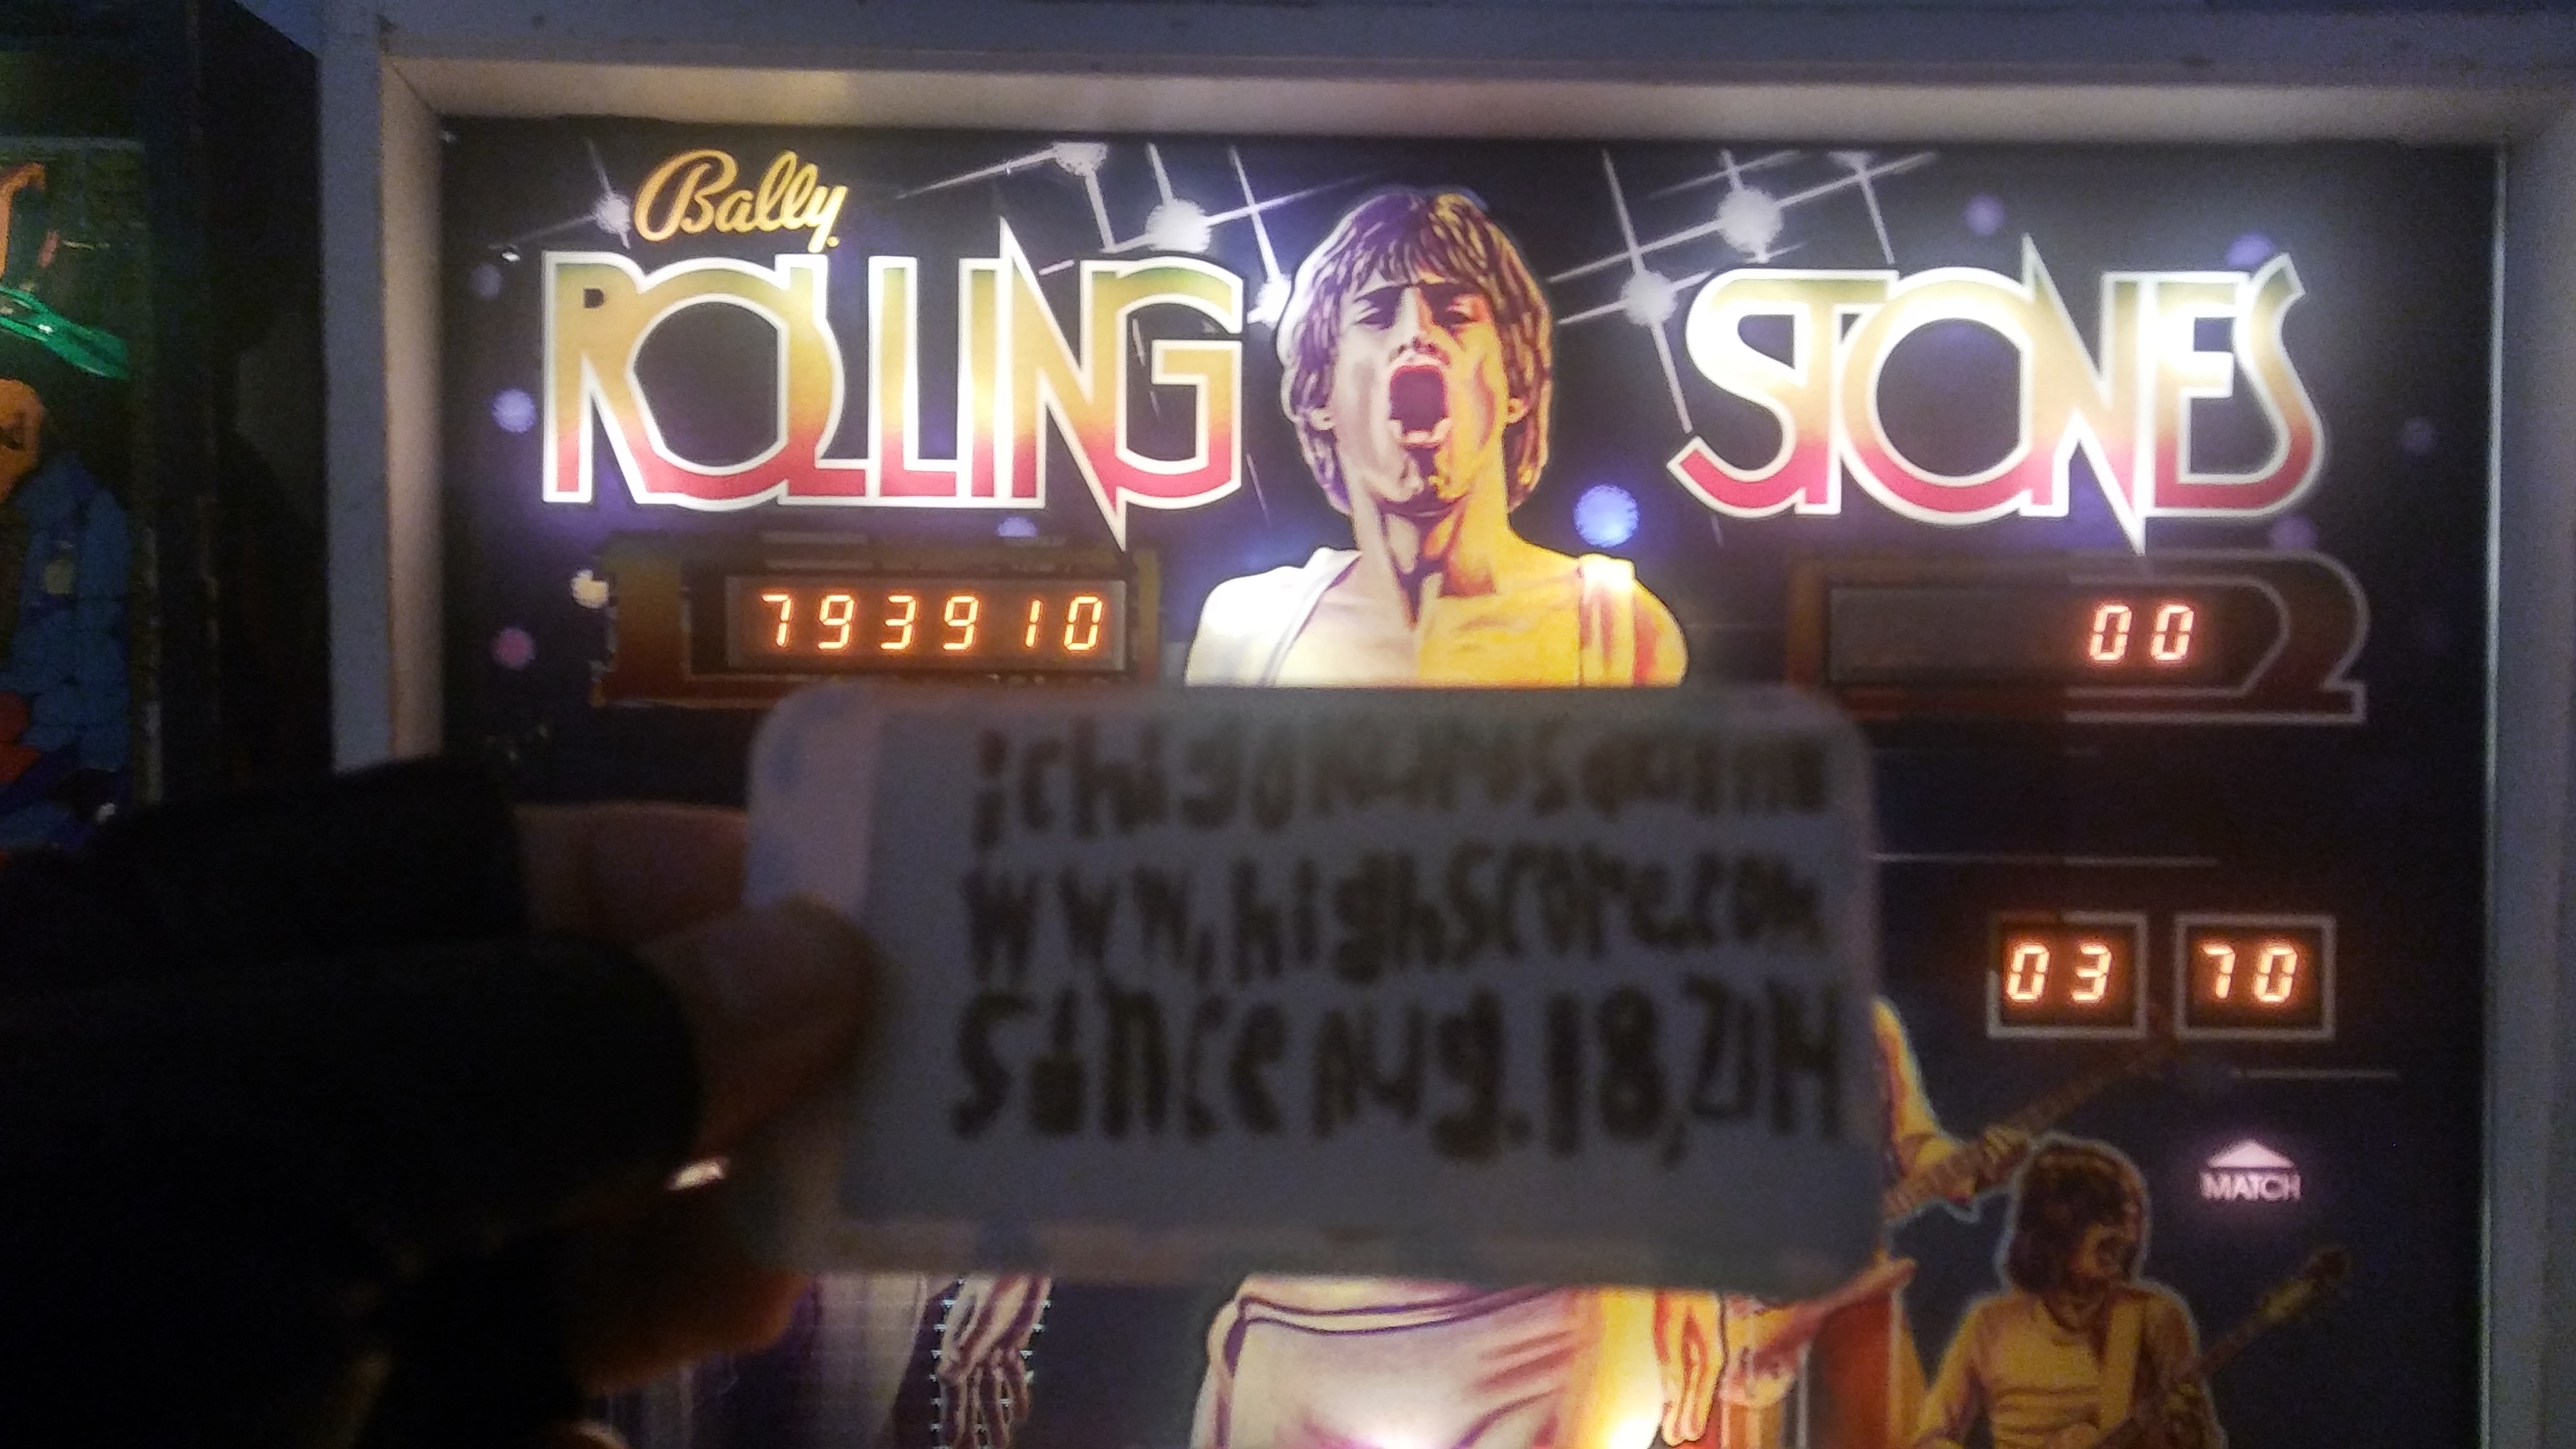 Bally
ROLLING STONES
793910
00
www.highscore.com
since Aug. 18,
03 70
MATCH